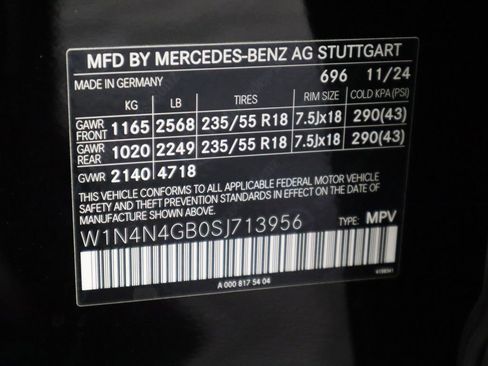 MFD BY MERCEDES-BENZ AG STUTTGART
MADE IN GERMANY 696 11/24
KG LB TIRES RIM SIZE COLD KPA (PSI)
GAWR FRONT 1165 2568 235/55 R18 7.5Jx18 290(43)
GAWR REAR 1020 2249 235/55 R18 7.5Jx18 290(43)
GVWR 2140 4718
THIS VEHICLE CONFORMS TO ALL APPLICABLE FEDERAL MOTOR VEHICLE
SAFETY AND THEFT PREVENTION STANDARDS IN EFFECT ON THE DATE OF
MANUFACTURE SHOWN ABOVE.
W1N4N4GB0SJ713956 TYPE: MPV
A 000 817 54 04